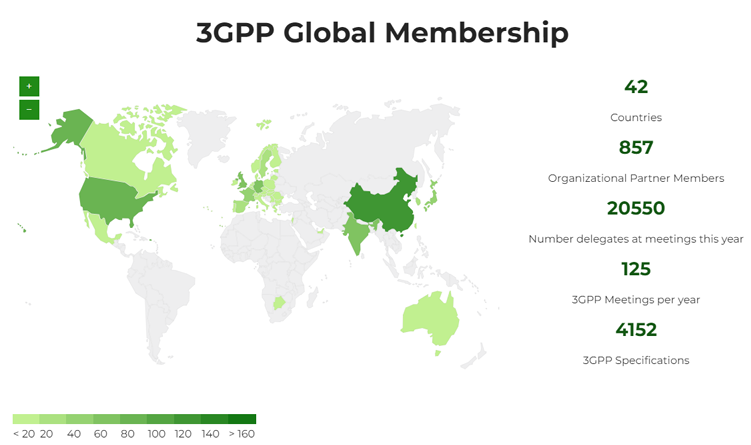 3GPP Global Membership
+
−
42
Countries
857
Organizational Partner Members
20550
Number delegates at meetings this year
125
3GPP Meetings per year
4152
3GPP Specifications
< 20 20 40 60 80 100 120 140 > 160